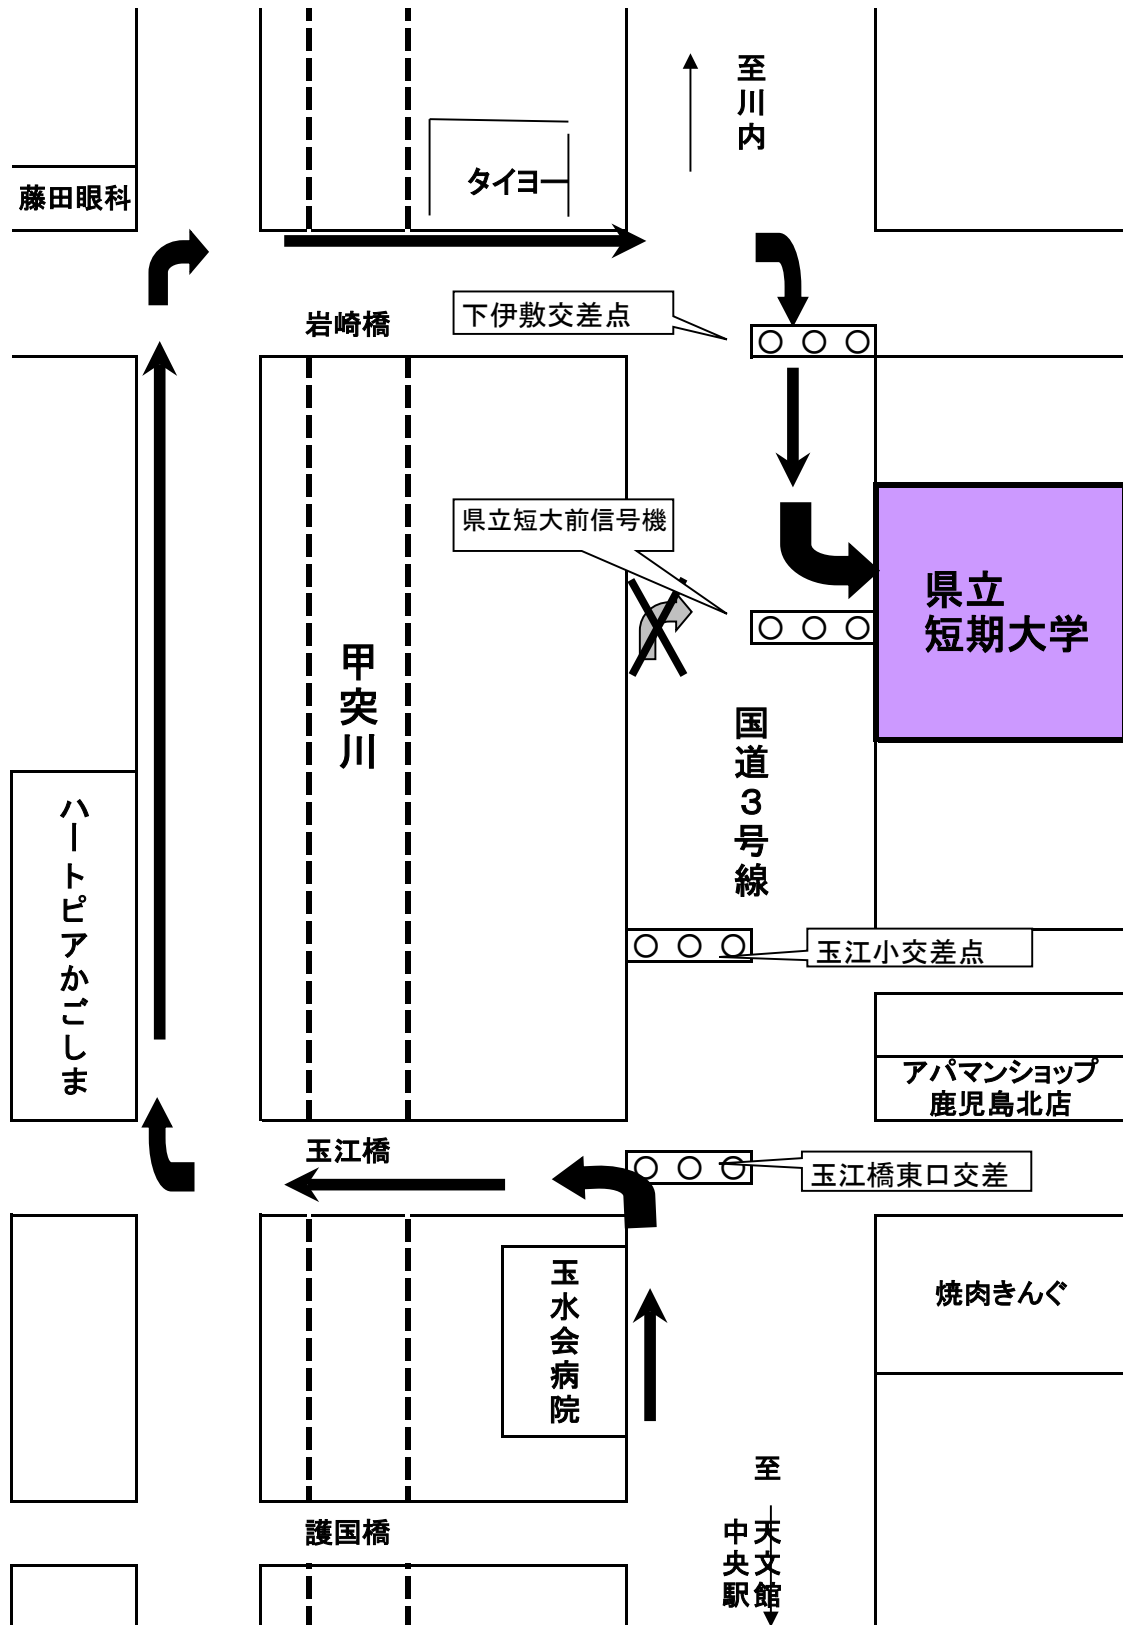 至川内
タイヨー
藤田眼科
岩崎橋
下伊敷交差点
県立短大前信号機
県立
短期大学
甲突川
国道３号線
ハートピアかごしま
玉江小交差点
アパマンショップ
鹿児島北店
玉江橋
玉江橋東口交差
焼肉きんぐ
玉水会病院
護国橋
至
天文館
中央駅